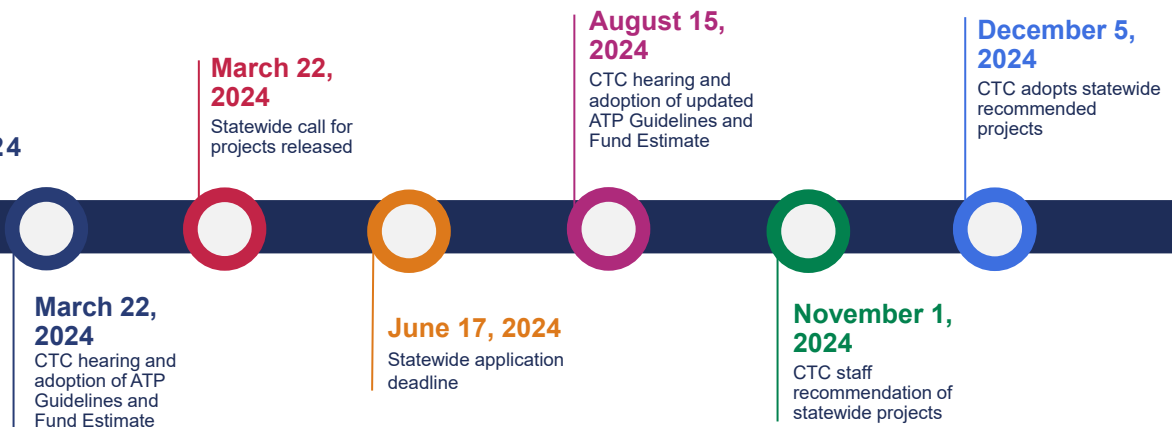 24
March 22,
2024
CTC hearing and
adoption of ATP
Guidelines and
Fund Estimate
March 22,
2024
Statewide call for
projects released
June 17, 2024
Statewide application
deadline
August 15,
2024
CTC hearing and
adoption of updated
ATP Guidelines and
Fund Estimate
November 1,
2024
CTC staff
recommendation of
statewide projects
December 5,
2024
CTC adopts statewide
recommended
projects